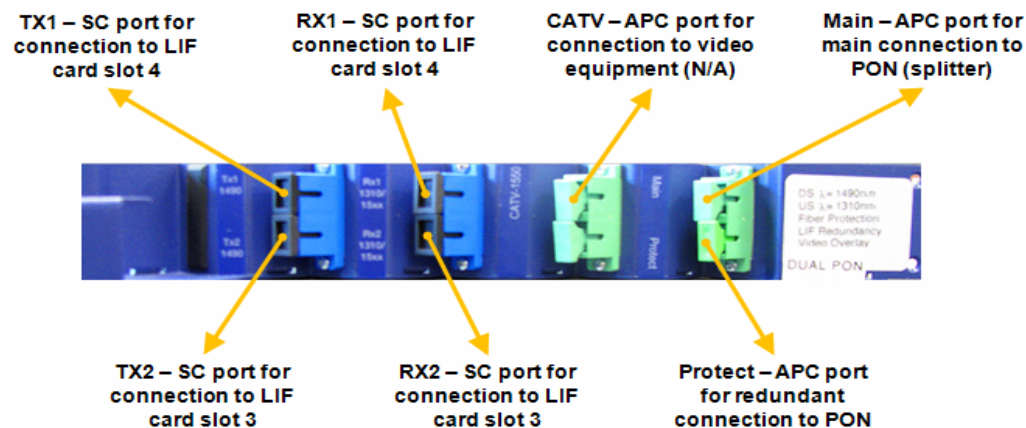 TX1 – SC port for
connection to LIF
card slot 4
RX1 – SC port for
connection to LIF
card slot 4
CATV – APC port for
connection to video
equipment (N/A)
Main – APC port for
main connection to
PON (splitter)
Tx1
1490
Tx2
1490
Rx1
1310/
15xx
Rx2
1310/
15xx
CATV-1550
Main
Protect
DS λ = 1490nm
US λ = 1310nm
Fiber Protection
LIF Redundancy
Video Overlay
DUAL PON
TX2 – SC port for
connection to LIF
card slot 3
RX2 – SC port for
connection to LIF
card slot 3
Protect – APC port
for redundant
connection to PON